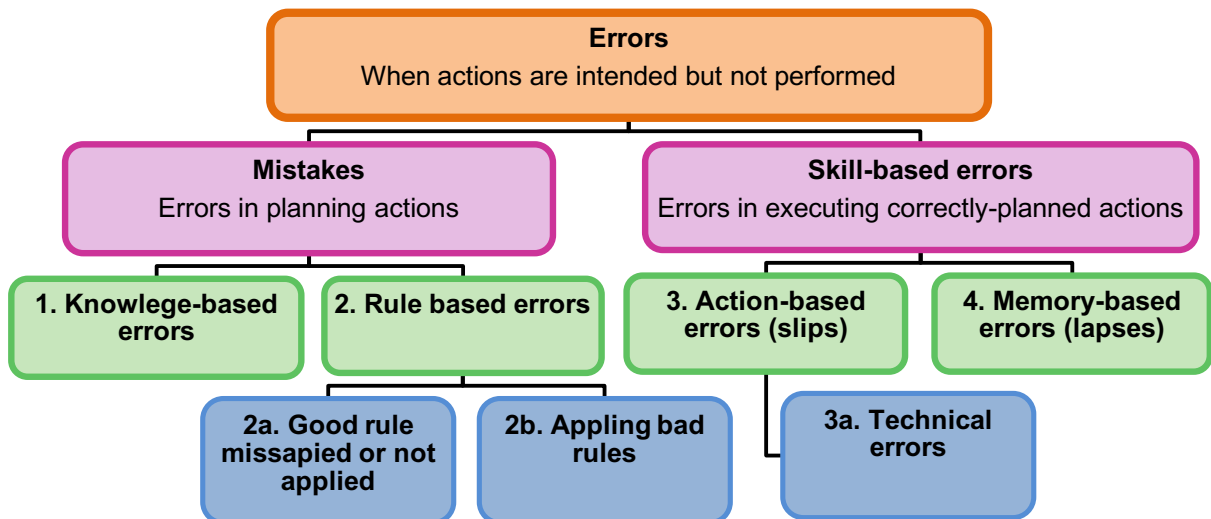 Errors
When actions are intended but not performed
Mistakes
Errors in planning actions
Skill-based errors
Errors in executing correctly-planned actions
1. Knowlege-based
errors
2. Rule based errors
3. Action-based
errors (slips)
4. Memory-based
errors (lapses)
2a. Good rule
missapied or not
applied
2b. Appling bad
rules
3a. Technical
errors